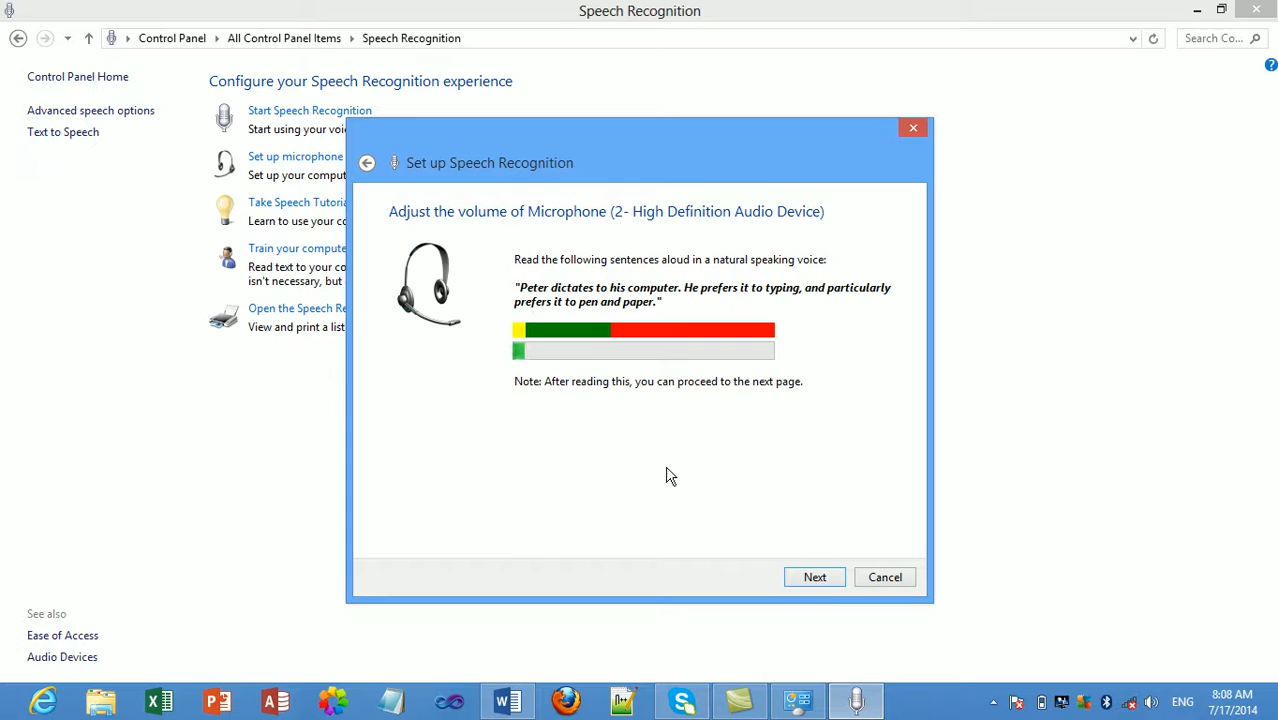 Speech Recognition
Control Panel All Control Panel Items Speech Recognition Search Co...
Control Panel Home
Advanced speech options
Text to Speech
Configure your Speech Recognition experience
Start Speech Recognition
Start using your voi
Set up microphone
Set up your comput
Take Speech Tutoria
Learn to use your co
Train your compute
Read text to your co
isn't necessary, but
Open the Speech Re
View and print a list
Set up Speech Recognition
Adjust the volume of Microphone (2- High Definition Audio Device)
Read the following sentences aloud in a natural speaking voice:
"Peter dictates to his computer. He prefers it to typing, and particularly
prefers it to pen and paper."
Note: After reading this, you can proceed to the next page.
Next Cancel
See also
Ease of Access
Audio Devices
ENG
8:08 AM
7/17/2014